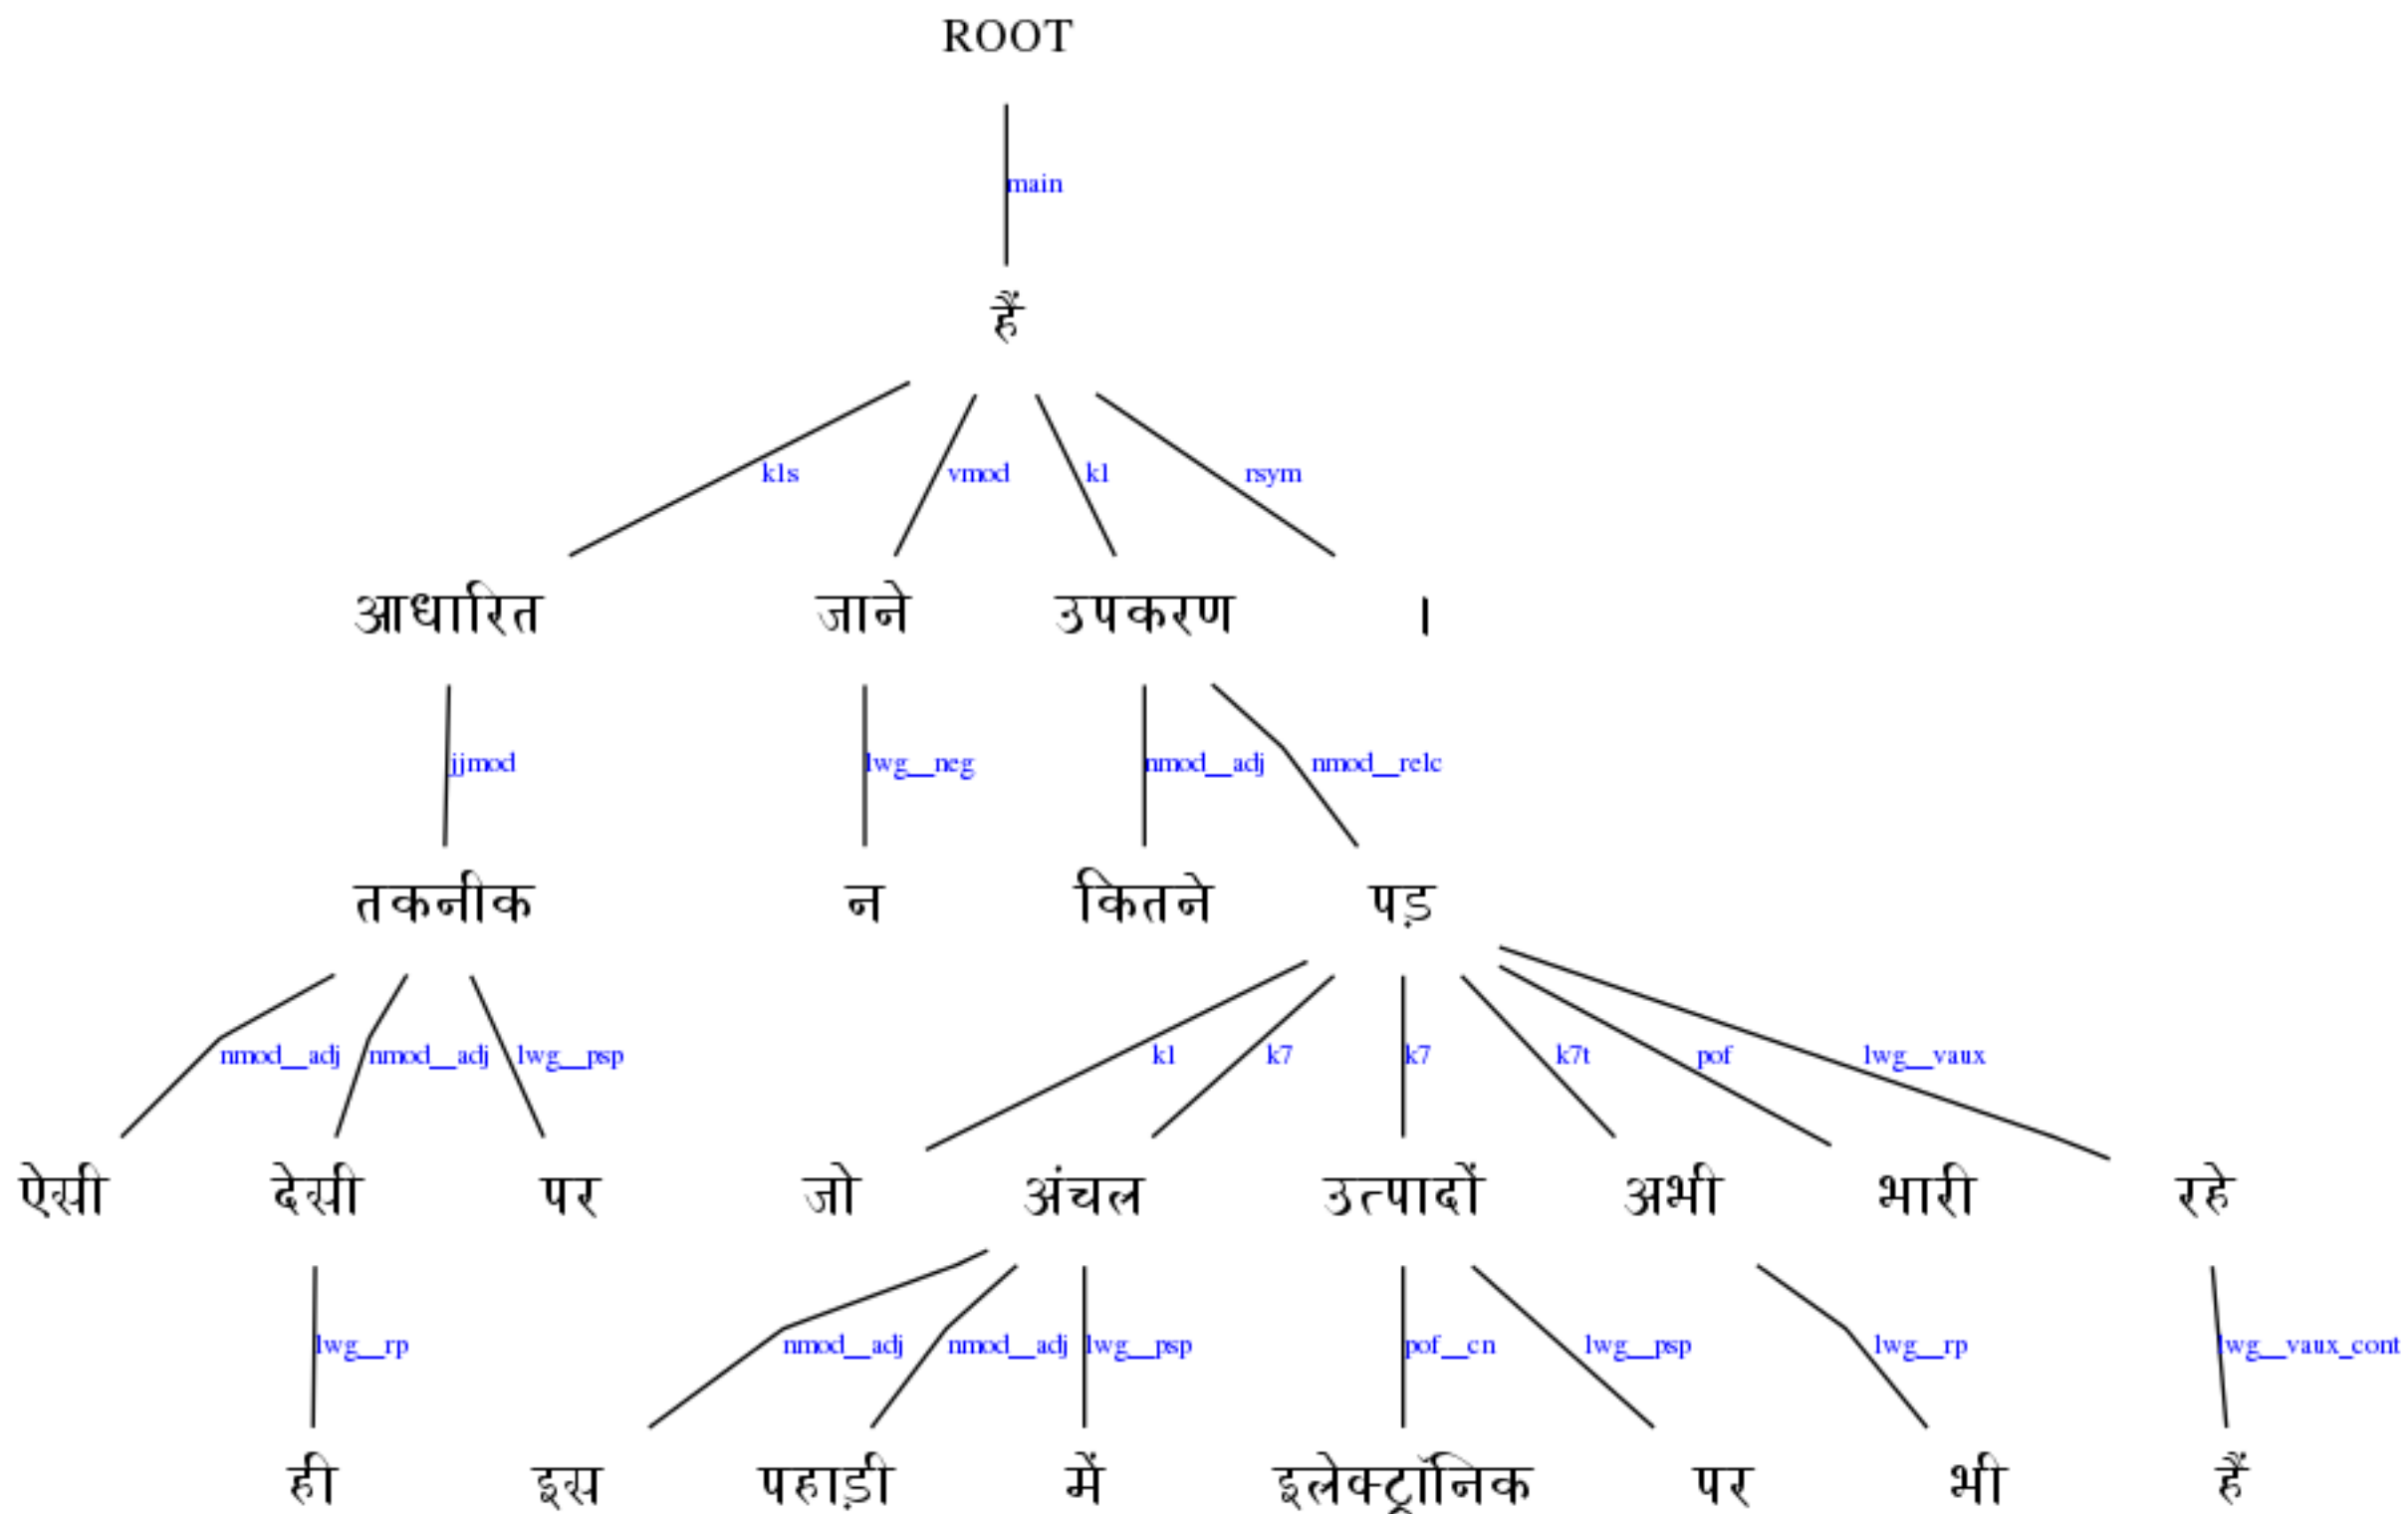 ROOT
main
हैं
k1s vmod k1 rsym
आधारित जाने उपकरण ।
jjmod lwg__neg nmod__adj nmod__relc
तकनीक न कितने पड़
nmod__adj nmod__adj lwg__psp k1 k7 k7 k7t pof lwg__vaux
ऐसी देसी पर जो अंचल उत्पादों अभी भारी रहे
lwg__rp nmod__adj nmod__adj lwg__psp pof__cn lwg__psp lwg__rp lwg__vaux_cont
ही इस पहाड़ी में इलेक्ट्रॉनिक पर भी हैं